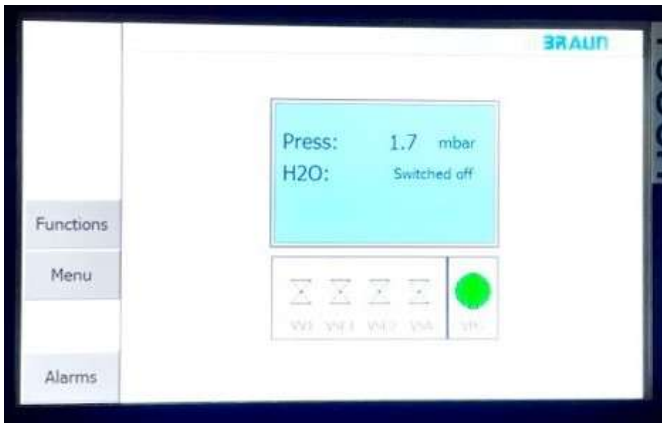 BRAUN
Press: 1.7 mbar
H2O: Switched off
Functions
Menu
Alarms